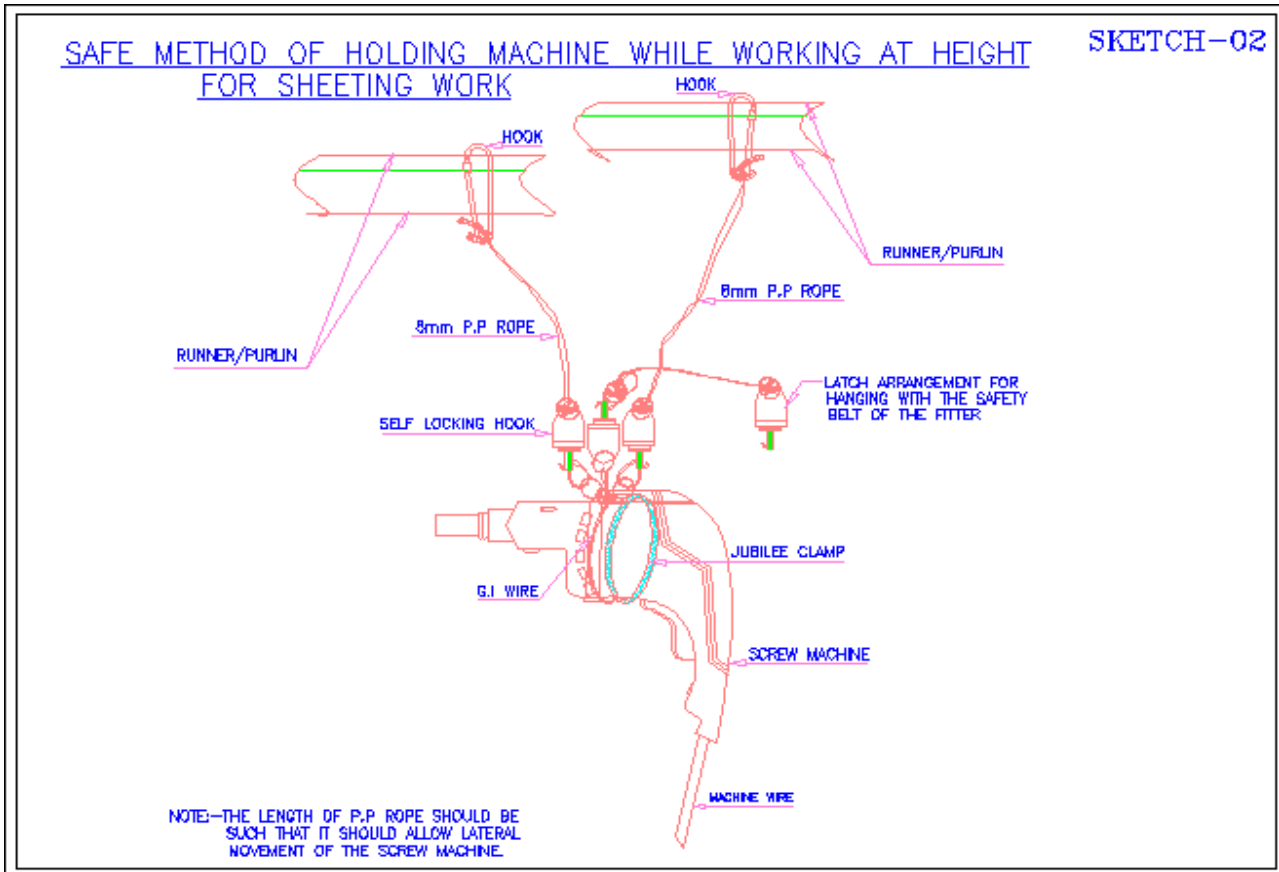 SAFE METHOD OF HOLDING MACHINE WHILE WORKING AT HEIGHT
FOR SHEETING WORK
SKETCH-02
HOOK
HOOK
RUNNER/PURLIN
8mm P.P ROPE
8mm P.P ROPE
RUNNER/PURLIN
LATCH ARRANGEMENT FOR
HANGING WITH THE SAFETY
BELT OF THE FITTER
SELF LOCKING HOOK
JUBILEE CLAMP
G.I WIRE
SCREW MACHINE
MACHINE WIRE
NOTE:-THE LENGTH OF P.P ROPE SHOULD BE
SUCH THAT IT SHOULD ALLOW LATERAL
MOVEMENT OF THE SCREW MACHINE.